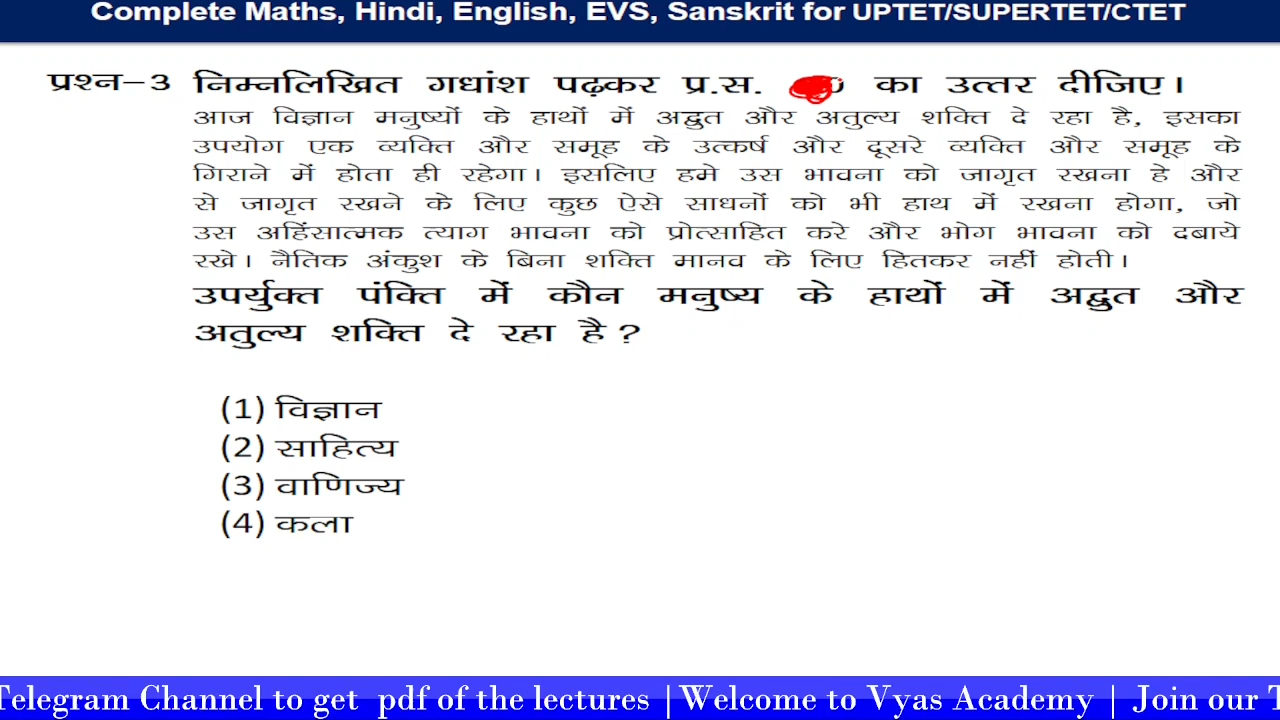 Complete Maths, Hindi, English, EVS, Sanskrit for UPTET/SUPERTET/CTET
प्रश्न–3 निम्नलिखित गधांश पढ़कर प्र.स. का उत्तर दीजिए।
आज विज्ञान मनुष्यों के हाथों में अद्भुत और अतुल्य शक्ति दे रहा है, इसका
उपयोग एक व्यक्ति और समूह के उत्कर्ष और दूसरे व्यक्ति और समूह के
गिराने में होता ही रहेगा। इसलिए हमे उस भावना को जागृत रखना हे और
से जागृत रखने के लिए कुछ ऐसे साधनों को भी हाथ में रखना होगा, जो
उस अहिंसात्मक त्याग भावना को प्रोत्साहित करे और भोग भावना को दबाये
रखे। नैतिक अंकुश के बिना शक्ति मानव के लिए हितकर नहीं होती।
उपर्युक्त पंक्ति में कौन मनुष्य के हाथों में अद्भुत और
अतुल्य शक्ति दे रहा है ?
(1) विज्ञान
(2) साहित्य
(3) वाणिज्य
(4) कला
Telegram Channel to get pdf of the lectures | Welcome to Vyas Academy | Join our T